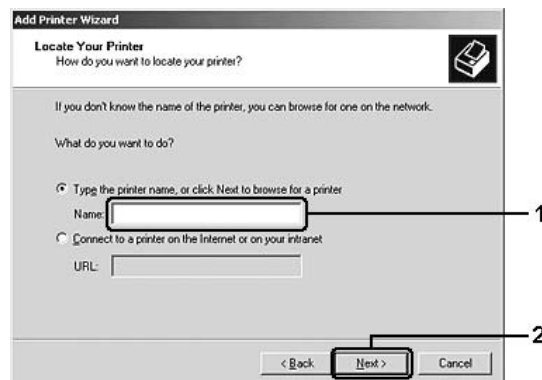 Add Printer Wizard
Locate Your Printer
How do you want to locate your printer?
If you don't know the name of the printer, you can browse for one on the network.
What do you want to do?
Type the printer name, or click Next to browse for a printer
Name: 1
Connect to a printer on the Internet or on your intranet
URL:
2
< Back Next > Cancel